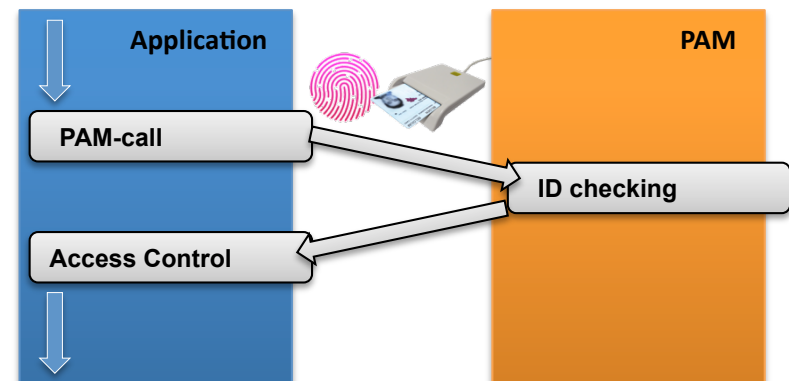 Application
PAM
PAM-call
ID checking
Access Control